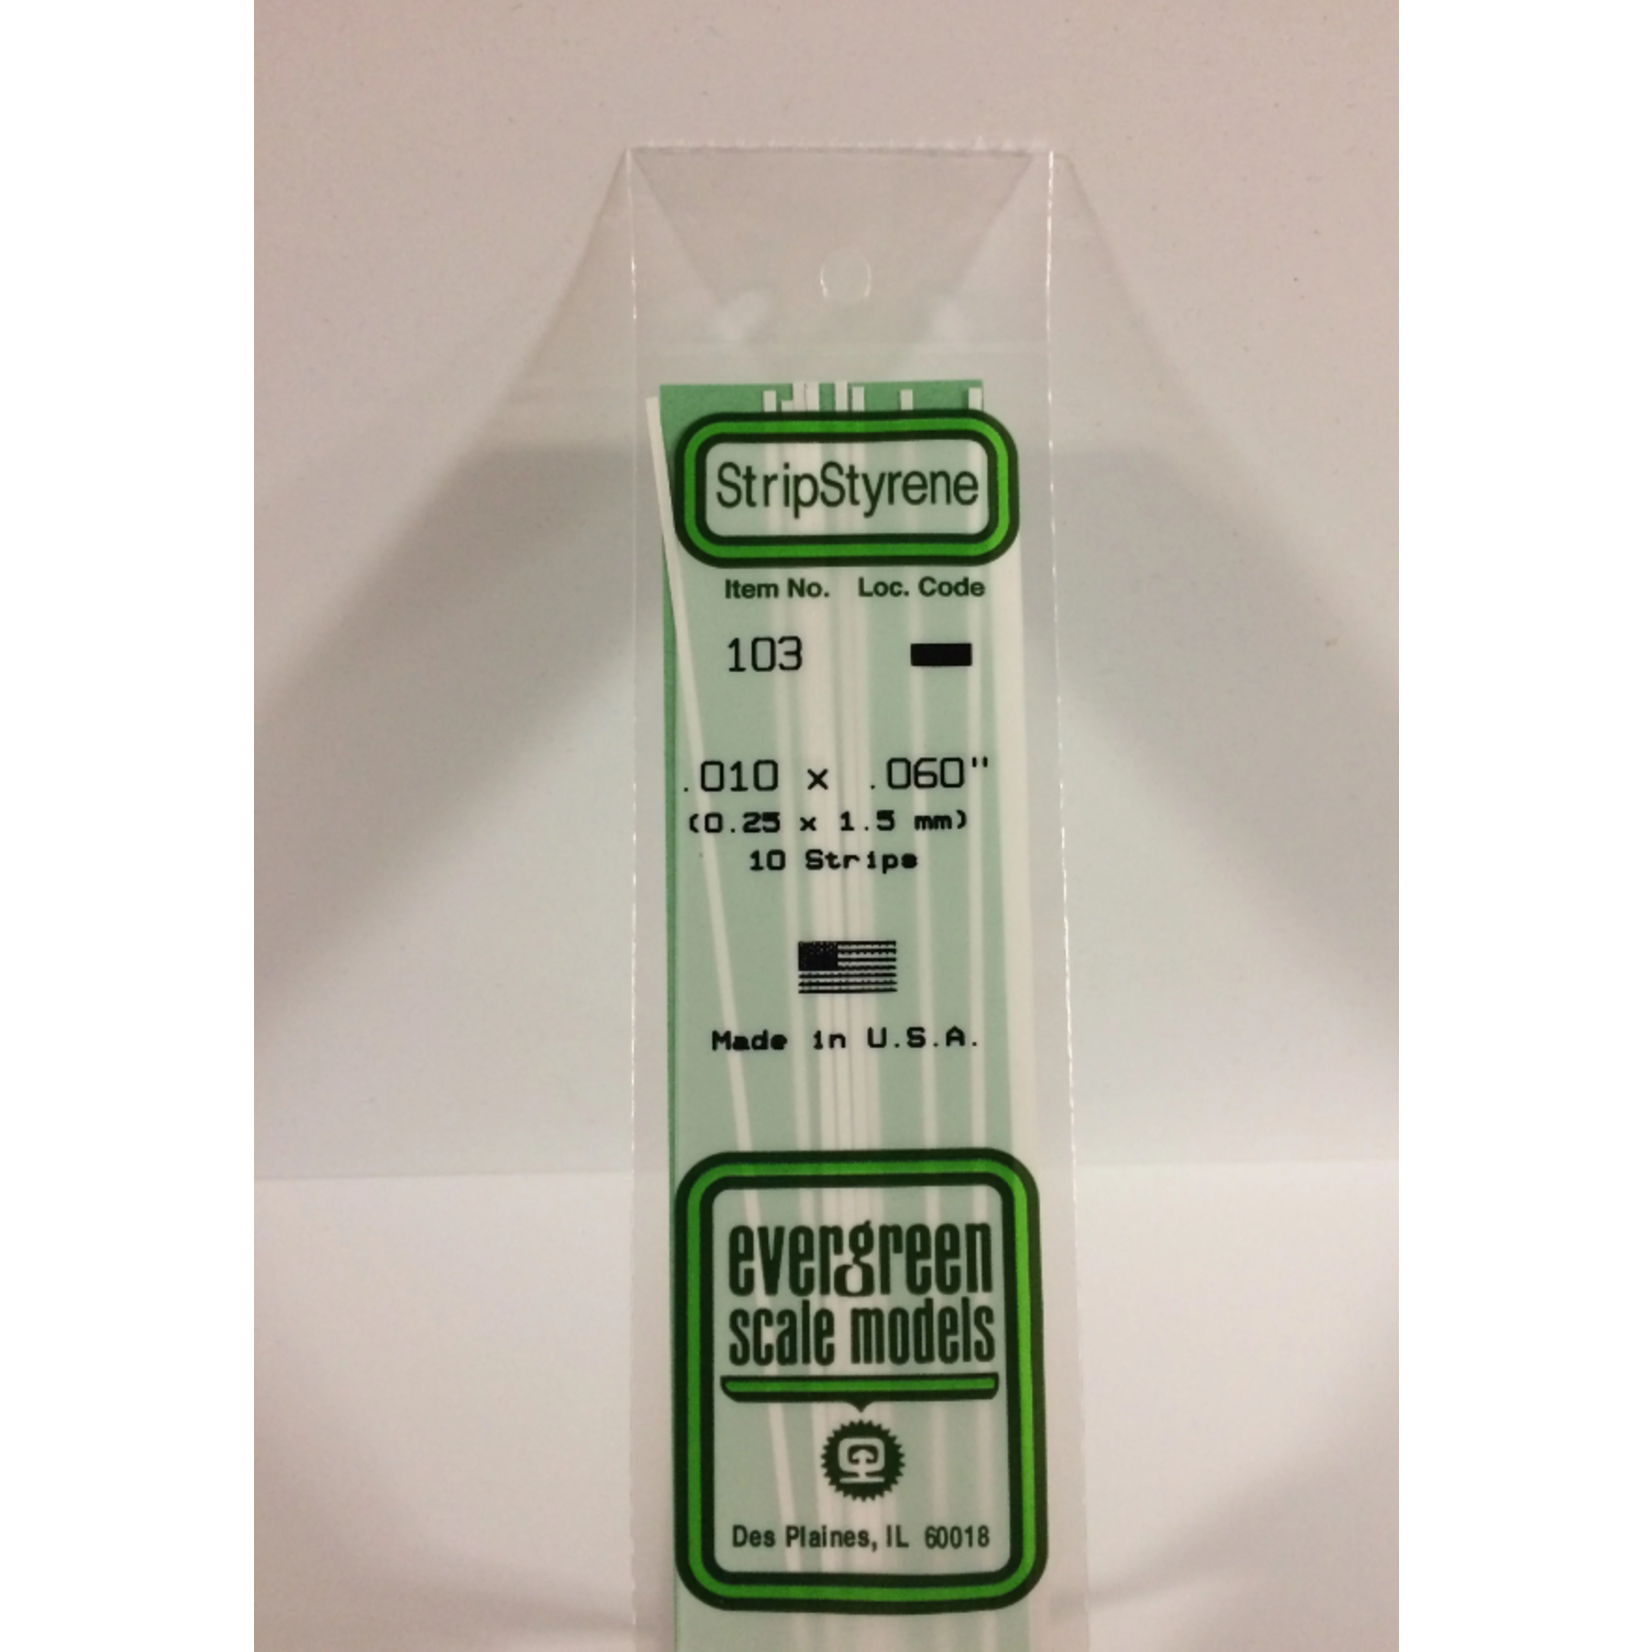 StripStyrene
Item No. Loc. Code
103
.010 x .060"
(0.25 x 1.5 mm)
10 Strips
Made in U.S.A.
evergreen
scale models
Des Plaines, IL 60018